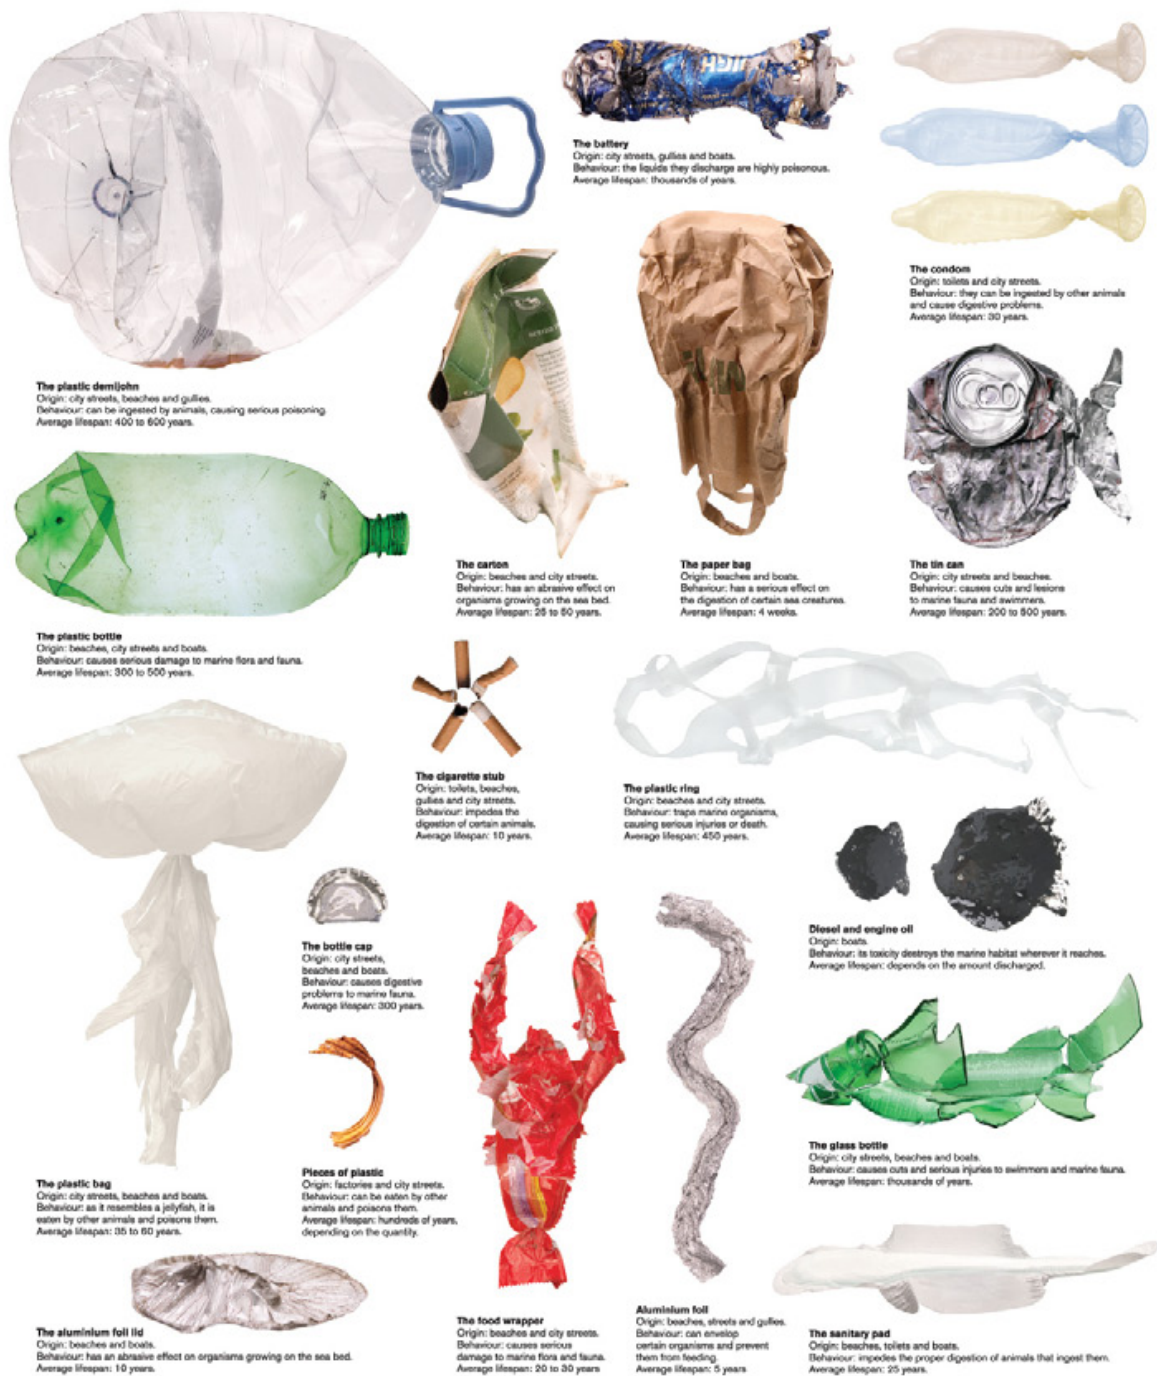 The battery
Origin: city streets, gullies and boats.
Behaviour: the liquids they discharge are highly poisonous.
Average lifespan: thousands of years.
The condom
Origin: toilets and city streets.
Behaviour: they can be ingested by other animals
and cause digestive problems.
Average lifespan: 30 years.
The plastic demijohn
Origin: city streets, beaches and gullies.
Behaviour: can be ingested by animals, causing serious poisoning.
Average lifespan: 400 to 600 years.
The carton
Origin: beaches and city streets.
Behaviour: has an abrasive effect on
organisms growing on the sea bed.
Average lifespan: 25 to 50 years.
The paper bag
Origin: beaches and boats.
Behaviour: has a serious effect on
the digestion of certain sea creatures.
Average lifespan: 4 weeks.
The tin can
Origin: city streets and beaches.
Behaviour: causes cuts and lesions
to marine fauna and swimmers.
Average lifespan: 200 to 500 years.
The plastic bottle
Origin: beaches, city streets and boats.
Behaviour: causes serious damage to marine flora and fauna.
Average lifespan: 300 to 500 years.
The cigarette stub
Origin: toilets, beaches,
gullies and city streets.
Behaviour: impedes the
digestion of certain animals.
Average lifespan: 10 years.
The plastic ring
Origin: beaches and city streets.
Behaviour: traps marine organisms,
causing serious injuries or death.
Average lifespan: 450 years.
Diesel and engine oil
Origin: boats.
Behaviour: its toxicity destroys the marine habitat wherever it reaches.
Average lifespan: depends on the amount discharged.
The bottle cap
Origin: city streets,
beaches and boats.
Behaviour: causes digestive
problems to marine fauna.
Average lifespan: 300 years.
The glass bottle
Origin: city streets, beaches and boats.
Behaviour: causes cuts and serious injuries to swimmers and marine fauna.
Average lifespan: thousands of years.
The plastic bag
Origin: city streets, beaches and boats.
Behaviour: as it resembles a jellyfish, it is
eaten by other animals and poisons them.
Average lifespan: 35 to 60 years.
Pieces of plastic
Origin: factories and city streets.
Behaviour: can be eaten by other
animals and poisons them.
Average lifespan: hundreds of years,
depending on the quantity.
The aluminium foil lid
Origin: beaches and boats.
Behaviour: has an abrasive effect on organisms growing on the sea bed.
Average lifespan: 10 years.
The food wrapper
Origin: beaches and city streets.
Behaviour: causes serious
damage to marine flora and fauna.
Average lifespan: 20 to 30 years
Aluminium foil
Origin: beaches, streets and gullies.
Behaviour: can envelop
certain organisms and prevent
them from feeding.
Average lifespan: 5 years
The sanitary pad
Origin: beaches, toilets and boats.
Behaviour: impedes the proper digestion of animals that ingest them.
Average lifespan: 25 years.